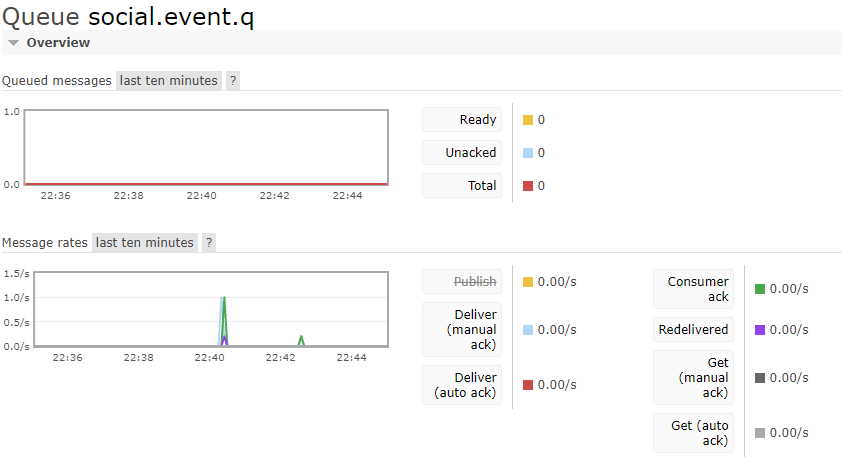 Queue social.event.q
Overview
Queued messages last ten minutes ?
1.0
0.0
22:36 22:38 22:40 22:42 22:44
Ready 0
Unacked 0
Total 0
Message rates last ten minutes ?
1.5/s
1.0/s
0.5/s
0.0/s
22:36 22:38 22:40 22:42 22:44
Publish 0.00/s
Deliver
(manual
ack)
0.00/s
Deliver
(auto ack)
0.00/s
Consumer
ack
0.00/s
Redelivered 0.00/s
Get
(manual
ack)
0.00/s
Get (auto
ack)
0.00/s